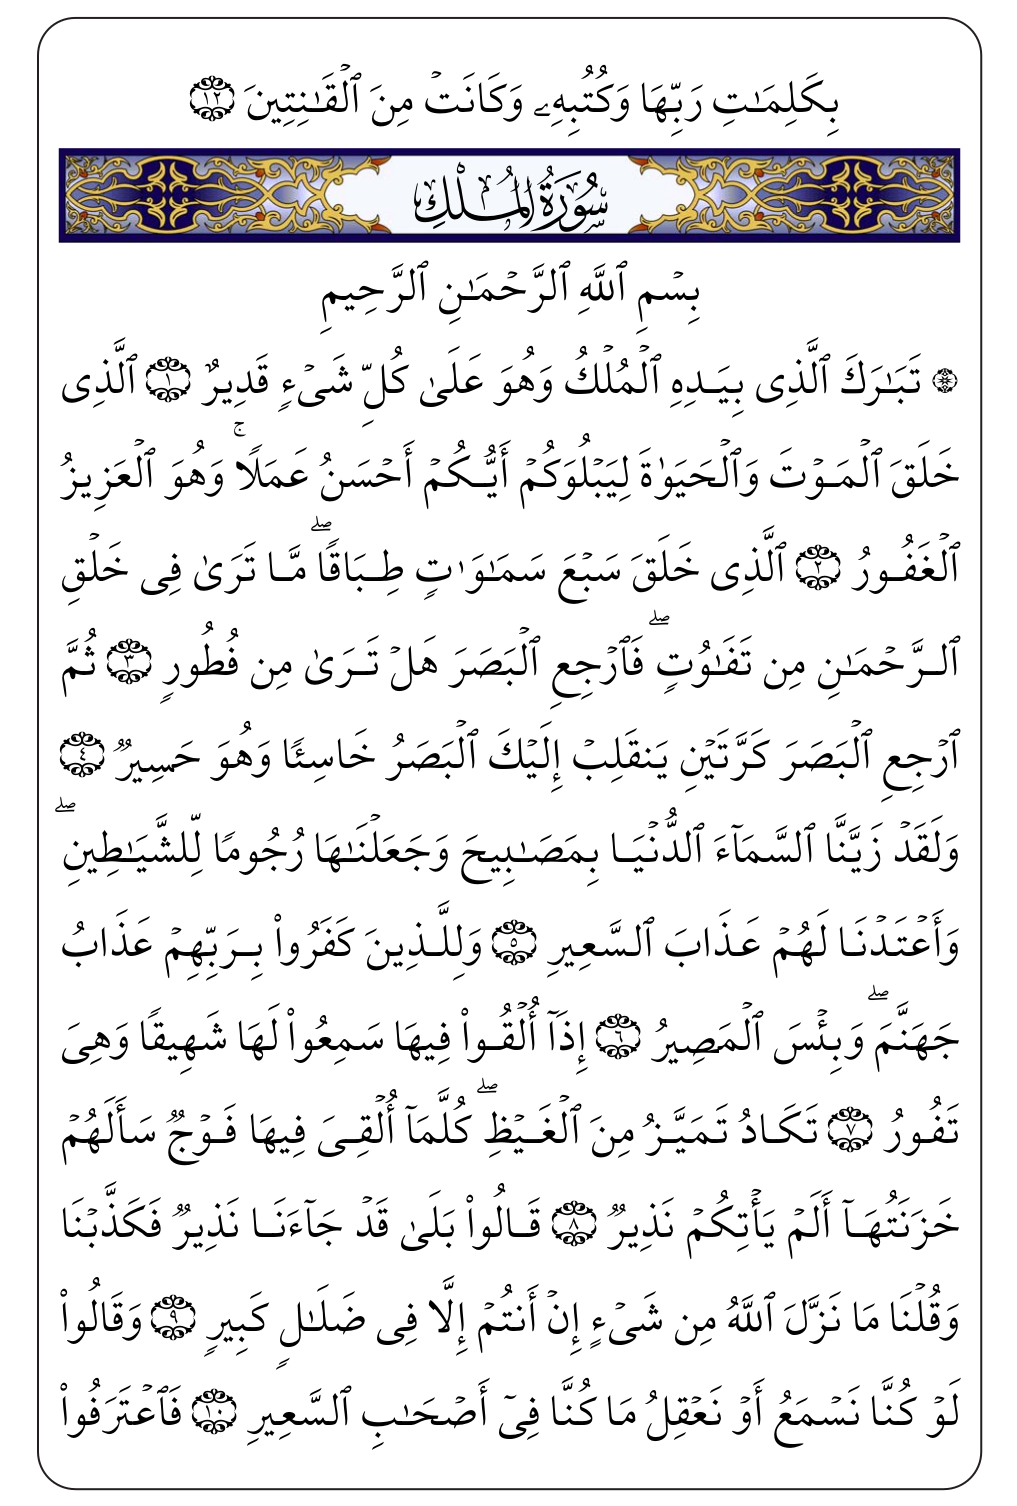 بِكَلِمَٰتِ رَبِّهَا وَكُتُبِهِۦ وَكَانَتْ مِنَ ٱلْقَٰنِتِينَ ١٢
سُورَةُ المُلْكِ
بِسْمِ ٱللَّهِ ٱلرَّحْمَٰنِ ٱلرَّحِيمِ
۞ تَبَٰرَكَ ٱلَّذِى بِيَدِهِ ٱلْمُلْكُ وَهُوَ عَلَىٰ كُلِّ شَىْءٍ قَدِيرٌ ١ ٱلَّذِى
خَلَقَ ٱلْمَوْتَ وَٱلْحَيَوٰةَ لِيَبْلُوَكُمْ أَيُّكُمْ أَحْسَنُ عَمَلًا ۚ وَهُوَ ٱلْعَزِيزُ
ٱلْغَفُورُ ٢ ٱلَّذِى خَلَقَ سَبْعَ سَمَٰوَٰتٍ طِبَاقًا ۖ مَّا تَرَىٰ فِى خَلْقِ
ٱلرَّحْمَٰنِ مِن تَفَٰوُتٍ ۖ فَٱرْجِعِ ٱلْبَصَرَ هَلْ تَرَىٰ مِن فُطُورٍ ٣ ثُمَّ
ٱرْجِعِ ٱلْبَصَرَ كَرَّتَيْنِ يَنقَلِبْ إِلَيْكَ ٱلْبَصَرُ خَاسِئًا وَهُوَ حَسِيرٌ ٤
وَلَقَدْ زَيَّنَّا ٱلسَّمَآءَ ٱلدُّنْيَا بِمَصَٰبِيحَ وَجَعَلْنَٰهَا رُجُومًا لِّلشَّيَٰطِينِ ۖ
وَأَعْتَدْنَا لَهُمْ عَذَابَ ٱلسَّعِيرِ ٥ وَلِلَّذِينَ كَفَرُوا۟ بِرَبِّهِمْ عَذَابُ
جَهَنَّمَ ۖ وَبِئْسَ ٱلْمَصِيرُ ٦ إِذَآ أُلْقُوا۟ فِيهَا سَمِعُوا۟ لَهَا شَهِيقًا وَهِىَ
تَفُورُ ٧ تَكَادُ تَمَيَّزُ مِنَ ٱلْغَيْظِ ۖ كُلَّمَآ أُلْقِىَ فِيهَا فَوْجٌ سَأَلَهُمْ
خَزَنَتُهَآ أَلَمْ يَأْتِكُمْ نَذِيرٌ ٨ قَالُوا۟ بَلَىٰ قَدْ جَآءَنَا نَذِيرٌ فَكَذَّبْنَا
وَقُلْنَا مَا نَزَّلَ ٱللَّهُ مِن شَىْءٍ إِنْ أَنتُمْ إِلَّا فِى ضَلَٰلٍ كَبِيرٍ ٩ وَقَالُوا۟
لَوْ كُنَّا نَسْمَعُ أَوْ نَعْقِلُ مَا كُنَّا فِىٓ أَصْحَٰبِ ٱلسَّعِيرِ ١٠ فَٱعْتَرَفُوا۟